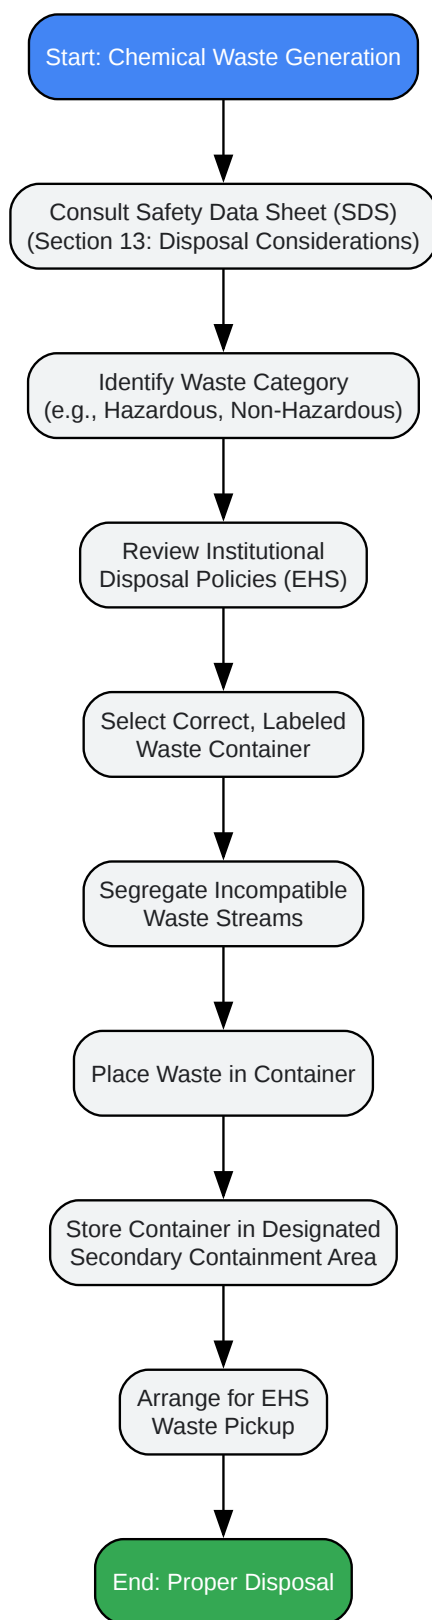 Start: Chemical Waste Generation
Consult Safety Data Sheet (SDS)
(Section 13: Disposal Considerations)
Identify Waste Category
(e.g., Hazardous, Non-Hazardous)
Review Institutional
Disposal Policies (EHS)
Select Correct, Labeled
Waste Container
Segregate Incompatible
Waste Streams
Place Waste in Container
Store Container in Designated
Secondary Containment Area
Arrange for EHS
Waste Pickup
End: Proper Disposal